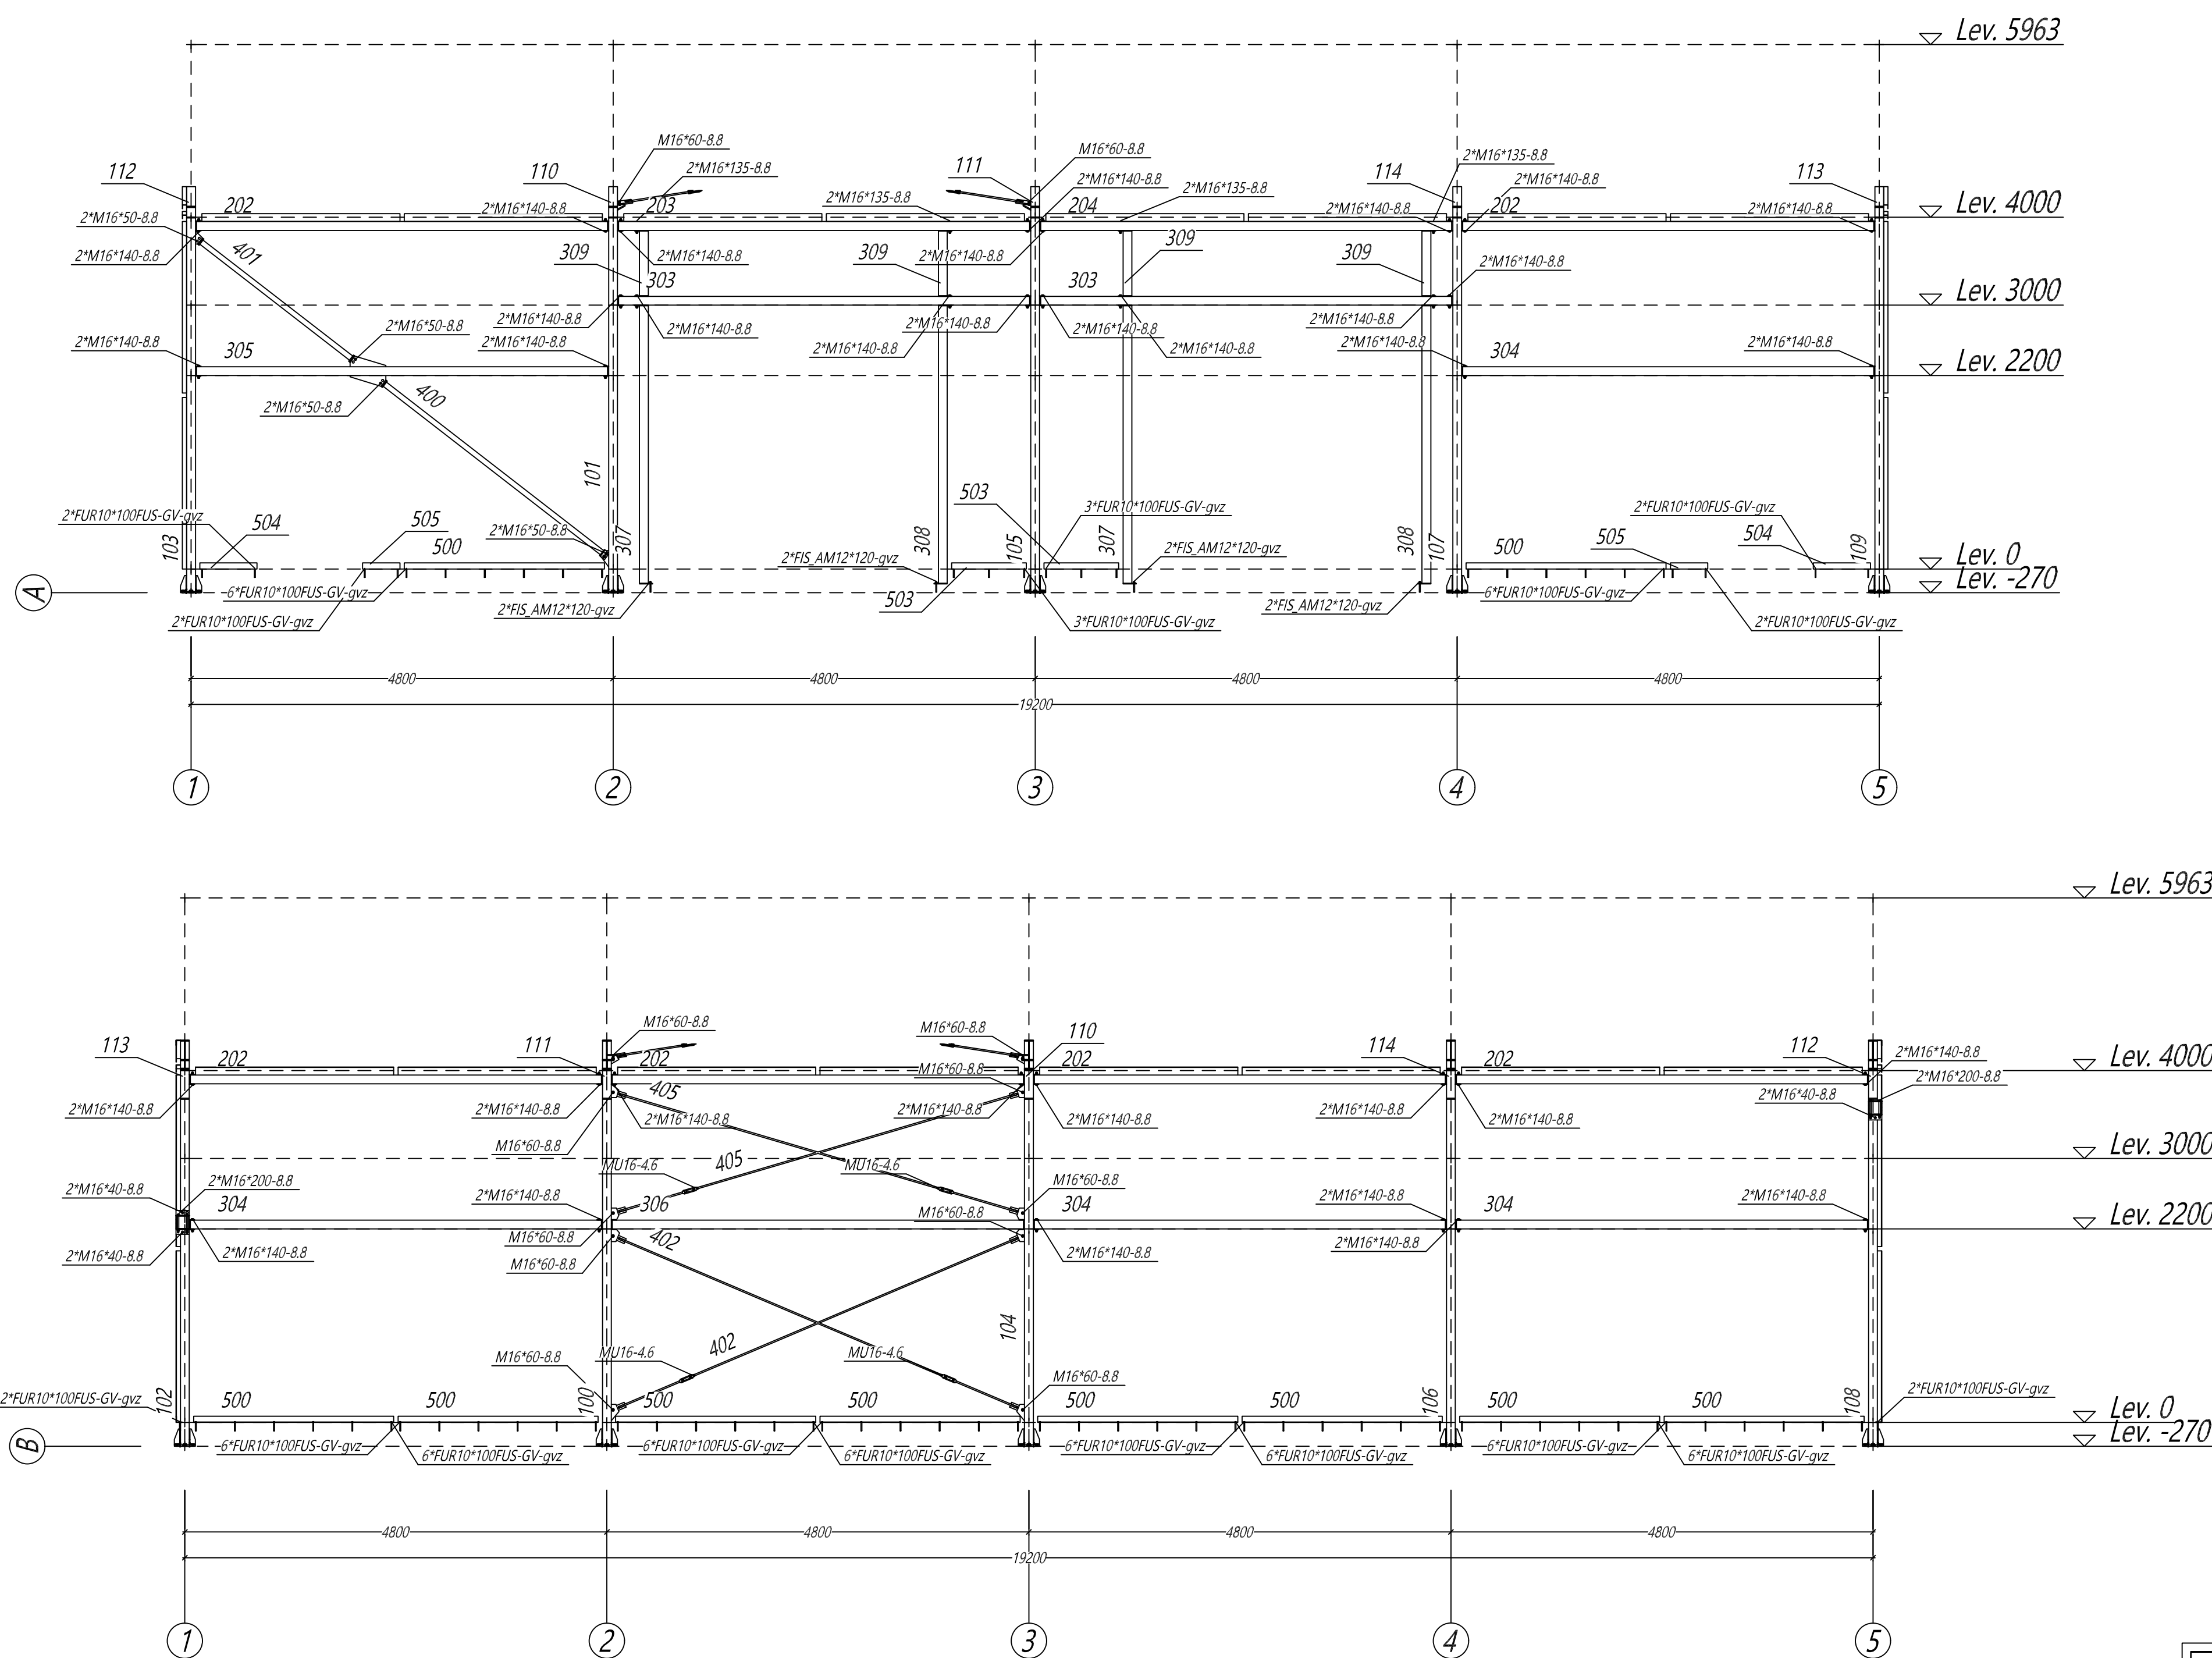 Lev. 5963
M16*60-8.8
M16*60-8.8
112
110
2*M16*135-8.8
111
2*M16*140-8.8
2*M16*135-8.8
114
2*M16*140-8.8
113
2*M16*50-8.8
202
2*M16*140-8.8
203
2*M16*135-8.8
204
2*M16*135-8.8
2*M16*140-8.8
202
2*M16*140-8.8
Lev. 4000
2*M16*140-8.8
401
309
2*M16*140-8.8
309
2*M16*140-8.8
309
309
2*M16*140-8.8
303
303
Lev. 3000
2*M16*50-8.8
2*M16*140-8.8
2*M16*140-8.8
2*M16*140-8.8
2*M16*140-8.8
2*M16*140-8.8
2*M16*140-8.8
305
2*M16*140-8.8
2*M16*140-8.8
2*M16*140-8.8
2*M16*140-8.8
304
2*M16*140-8.8
Lev. 2200
2*M16*50-8.8
400
101
503
2*FUR10*100FUS-GV-gvz
504
505
2*M16*50-8.8
3*FUR10*100FUS-GV-gvz
2*FUR10*100FUS-GV-gvz
103
500
307
308
105
307
2*FIS_AM12*120-gvz
308
107
500
505
504
109
2*FIS_AM12*120-gvz
Lev. 0
A
6*FUR10*100FUS-GV-gvz
503
6*FUR10*100FUS-GV-gvz
Lev. -270
2*FUR10*100FUS-GV-gvz
2*FIS_AM12*120-gvz
3*FUR10*100FUS-GV-gvz
2*FIS_AM12*120-gvz
2*FUR10*100FUS-GV-gvz
4800
4800
4800
4800
19200
1
2
3
4
5
Lev. 5963
M16*60-8.8
M16*60-8.8
113
111
110
114
112
2*M16*140-8.8
202
202
M16*60-8.8
202
202
Lev. 4000
2*M16*200-8.8
2*M16*140-8.8
2*M16*140-8.8
405
2*M16*140-8.8
2*M16*140-8.8
2*M16*140-8.8
2*M16*140-8.8
2*M16*40-8.8
M16*60-8.8
2*M16*140-8.8
405
MU16-4.6
MU16-4.6
Lev. 3000
2*M16*40-8.8
2*M16*200-8.8
M16*60-8.8
304
2*M16*140-8.8
306
M16*60-8.8
304
2*M16*140-8.8
304
2*M16*140-8.8
Lev. 2200
2*M16*40-8.8
2*M16*140-8.8
M16*60-8.8
M16*60-8.8
402
2*M16*140-8.8
2*M16*140-8.8
104
402
M16*60-8.8
MU16-4.6
MU16-4.6
M16*60-8.8
2*FUR10*100FUS-GV-gvz
102
500
500
100
500
500
500
500
106
500
500
108
2*FUR10*100FUS-GV-gvz
Lev. 0
B
6*FUR10*100FUS-GV-gvz
6*FUR10*100FUS-GV-gvz
6*FUR10*100FUS-GV-gvz
6*FUR10*100FUS-GV-gvz
6*FUR10*100FUS-GV-gvz
6*FUR10*100FUS-GV-gvz
6*FUR10*100FUS-GV-gvz
6*FUR10*100FUS-GV-gvz
Lev. -270
4800
4800
4800
4800
19200
1
2
3
4
5